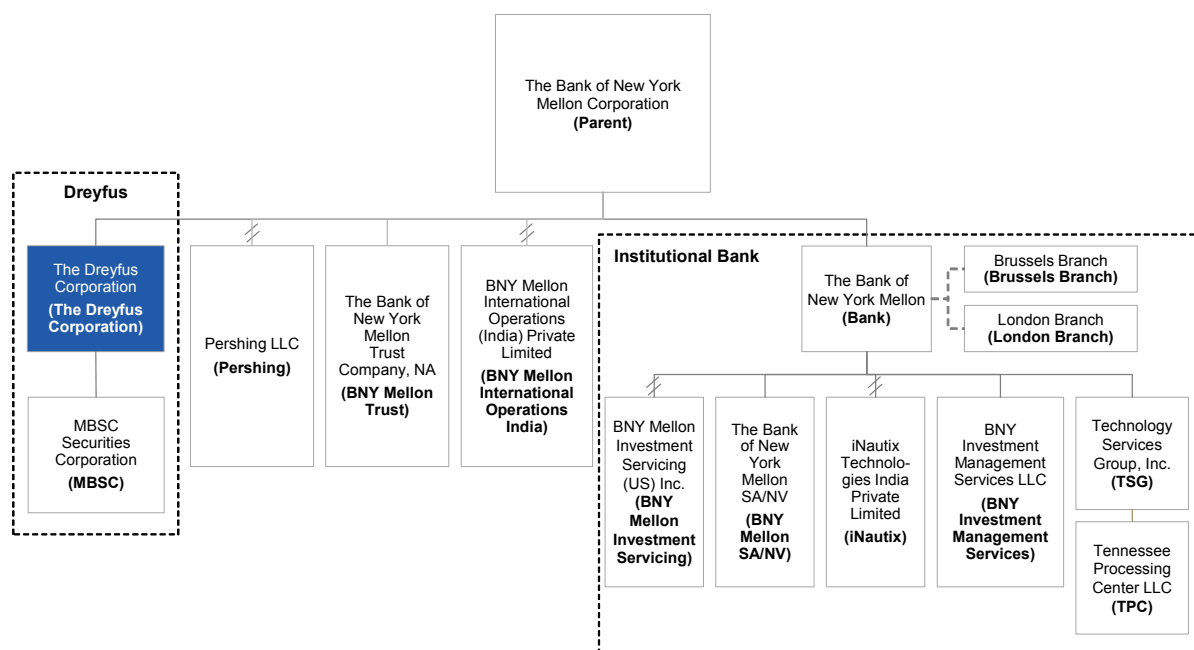 The Bank of New York
Mellon Corporation
(Parent)
Dreyfus
The Dreyfus
Corporation
(The Dreyfus
Corporation)
MBSC
Securities
Corporation
(MBSC)
Pershing LLC
(Pershing)
The Bank of
New York
Mellon
Trust
Company, NA
(BNY Mellon Trust)
BNY Mellon
International
Operations
(India) Private
Limited
(BNY Mellon
International
Operations
India)
Institutional Bank
The Bank of
New York Mellon
(Bank)
Brussels Branch
(Brussels Branch)
London Branch
(London Branch)
BNY Mellon
Investment
Servicing
(US) Inc.
(BNY
Mellon
Investment
Servicing)
The Bank
of New
York
Mellon
SA/NV
(BNY
Mellon
SA/NV)
iNautix
Technolo-
gies India
Private
Limited
(iNautix)
BNY
Investment
Management
Services LLC
(BNY
Investment
Management
Services)
Technology
Services
Group, Inc.
(TSG)
Tennessee
Processing
Center LLC
(TPC)